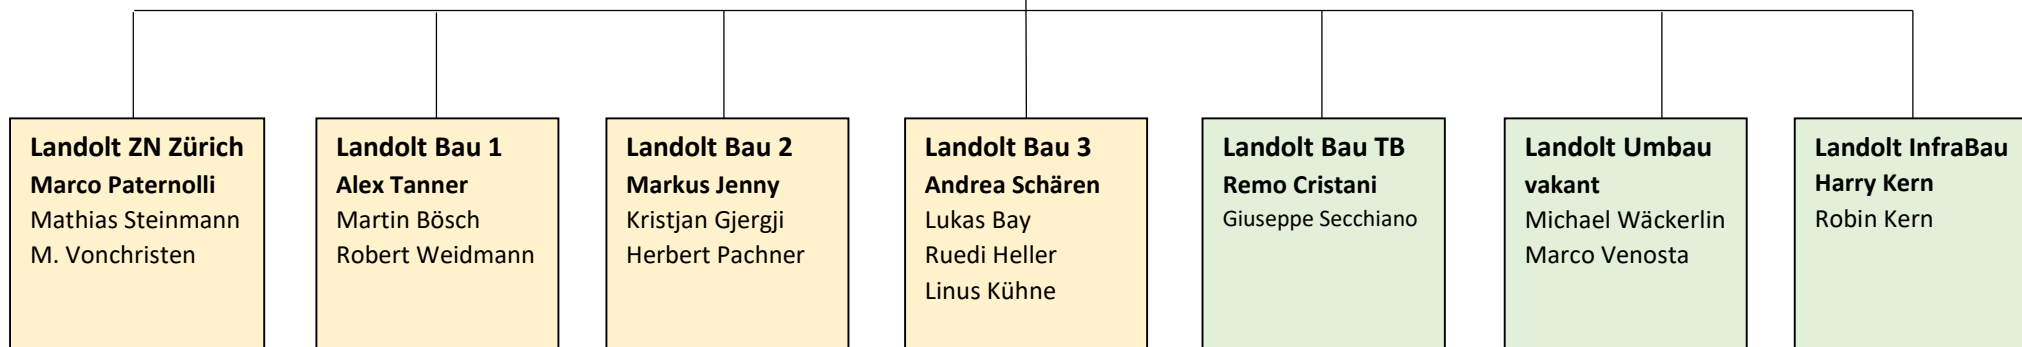 Landolt ZN Zürich
Marco Paternolli
Mathias Steinmann
M. Vonchristen
Landolt Bau 1
Alex Tanner
Martin Bösch
Robert Weidmann
Landolt Bau 2
Markus Jenny
Kristjan Gjergji
Herbert Pachner
Landolt Bau 3
Andrea Schären
Lukas Bay
Ruedi Heller
Linus Kühne
Landolt Bau TB
Remo Cristani
Giuseppe Secchiano
Landolt Umbau
vakant
Michael Wäckerlin
Marco Venosta
Landolt InfraBau
Harry Kern
Robin Kern